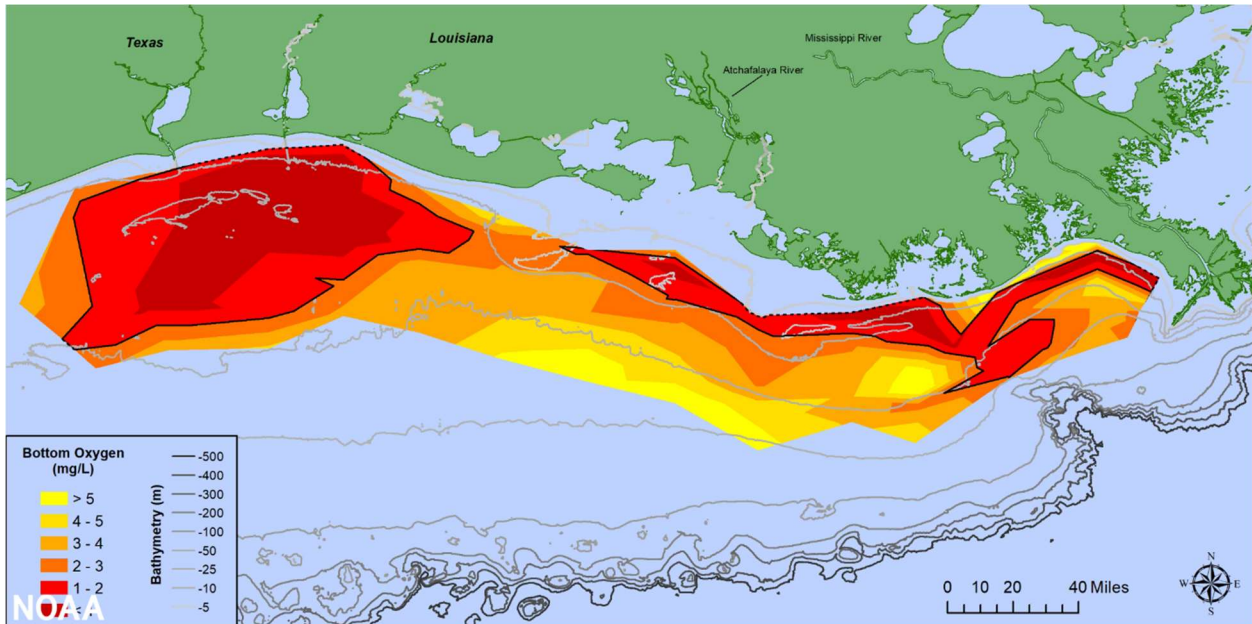 Texas
Louisiana
Mississippi River
Atchafalaya River
Bottom Oxygen
(mg/L)
> 5
4 - 5
3 - 4
2 - 3
1 - 2
Bathymetry (m)
-500
-400
-300
-200
-100
-50
-25
-10
-5
NOAA
0 10 20 40 Miles
N
W E
S